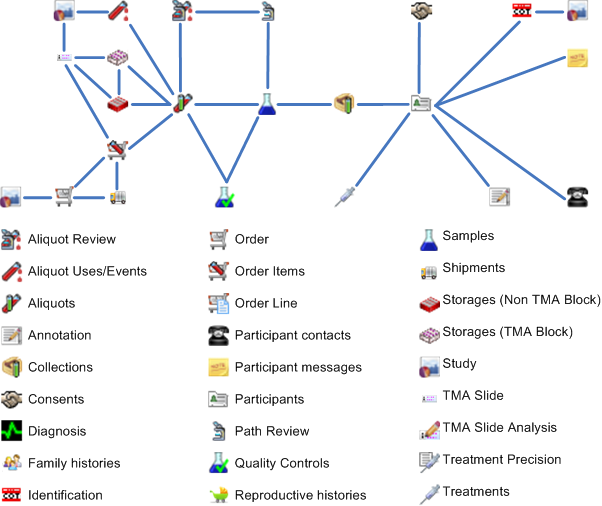 Aliquot Review
Aliquot Uses/Events
Aliquots
Annotation
Collections
Consents
Diagnosis
Family histories
Identification
Order
Order Items
Order Line
Participant contacts
Participant messages
Participants
Path Review
Quality Controls
Reproductive histories
Samples
Shipments
Storages (Non TMA Block)
Storages (TMA Block)
Study
TMA Slide
TMA Slide Analysis
Treatment Precision
Treatments